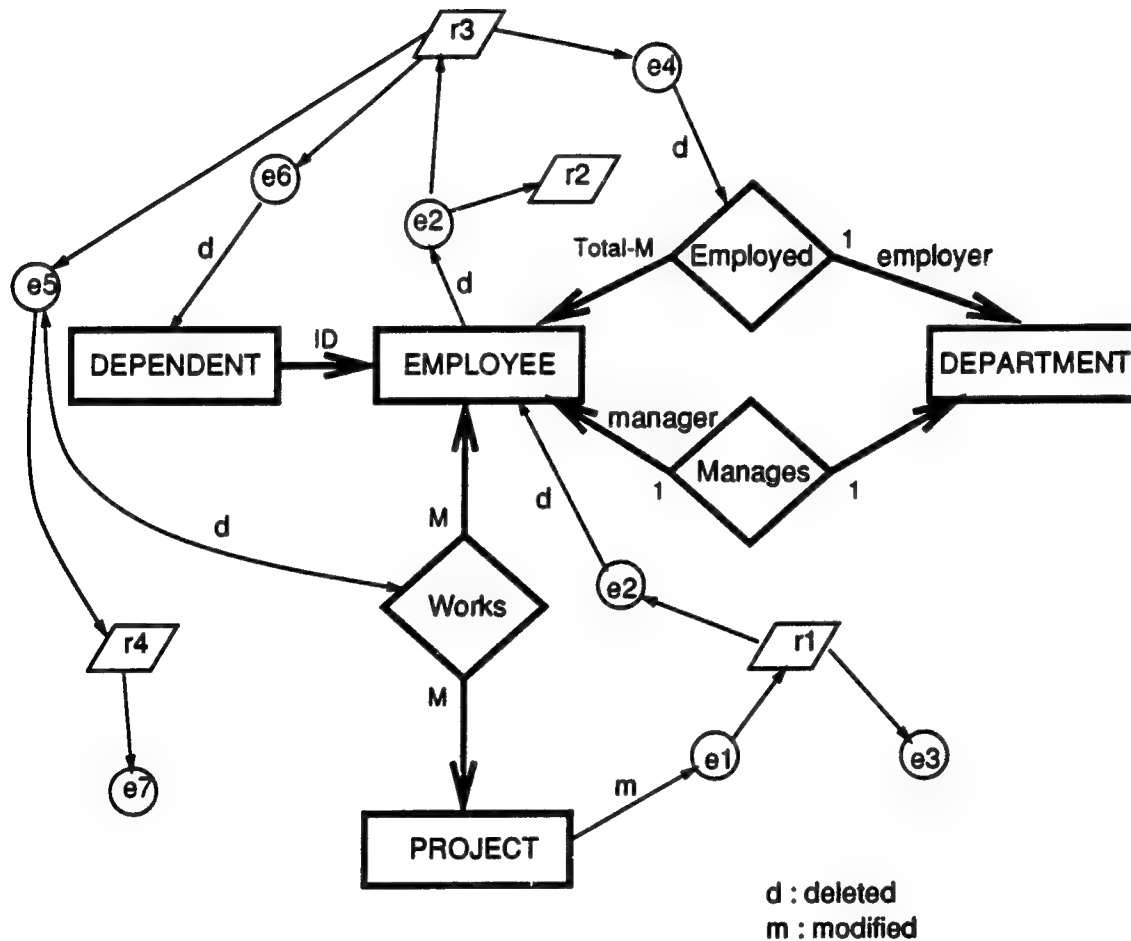 r3
e4
d
e6
r2
e2
d
d
Total-M
Employed
1
employer
e5
ID
DEPENDENT
EMPLOYEE
DEPARTMENT
manager
Manages
1
1
d
d
M
e2
Works
r4
r1
M
e7
e1
e3
m
PROJECT
d : deleted
m : modified